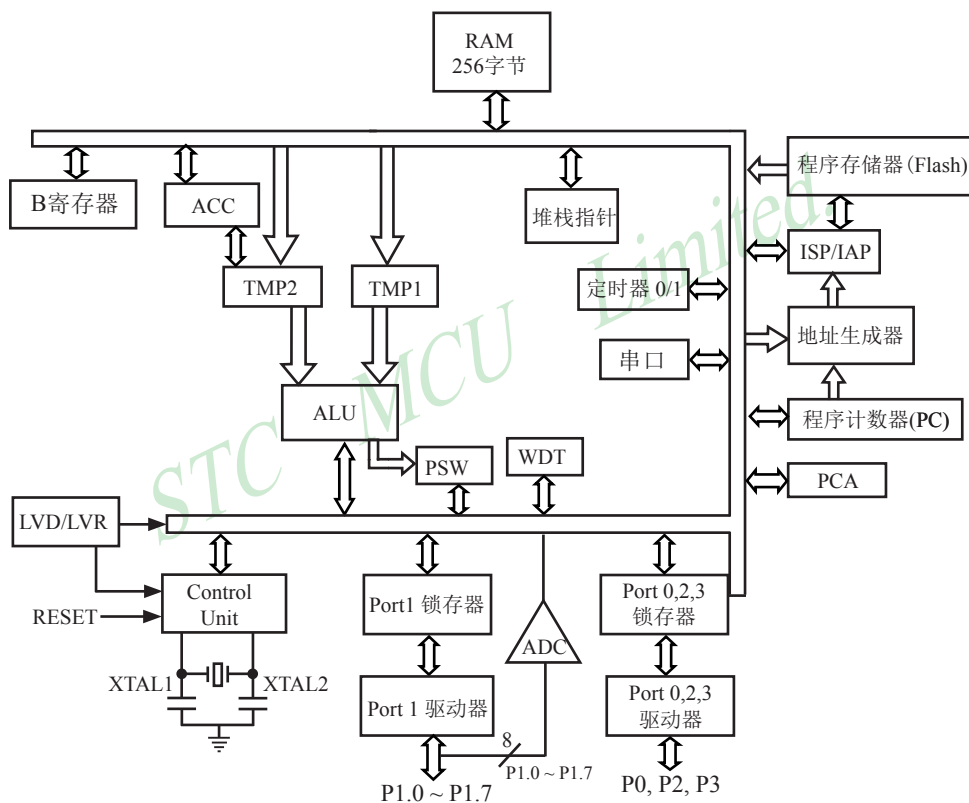 RAM
256字节
程序存储器(Flash)
B寄存器
ACC
堆栈指针
ISP/IAP
TMP2
TMP1
定时器 0/1
地址生成器
串口
ALU
程序计数器(PC)
PSW
WDT
PCA
STC MCU Limited.
LVD/LVR
Control
Unit
RESET
Port1 锁存器
Port 0,2,3
锁存器
ADC
XTAL1
XTAL2
Port 1 驱动器
Port 0,2,3
驱动器
8
P1.0 ~ P1.7
P1.0 ~ P1.7
P0, P2, P3